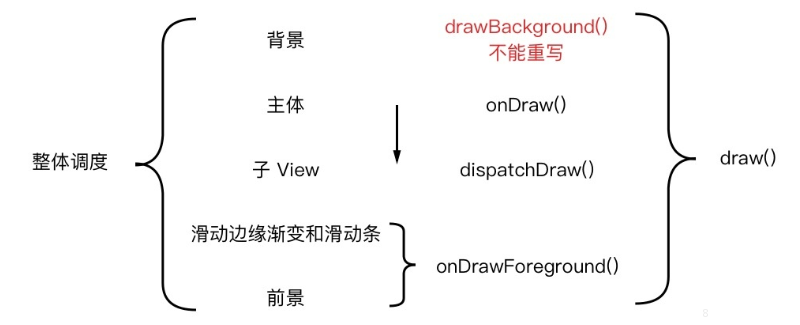 背景
drawBackground()
不能重写
主体
onDraw()
整体调度
子 View
dispatchDraw()
draw()
滑动边缘渐变和滑动条
onDrawForeground()
前景
8